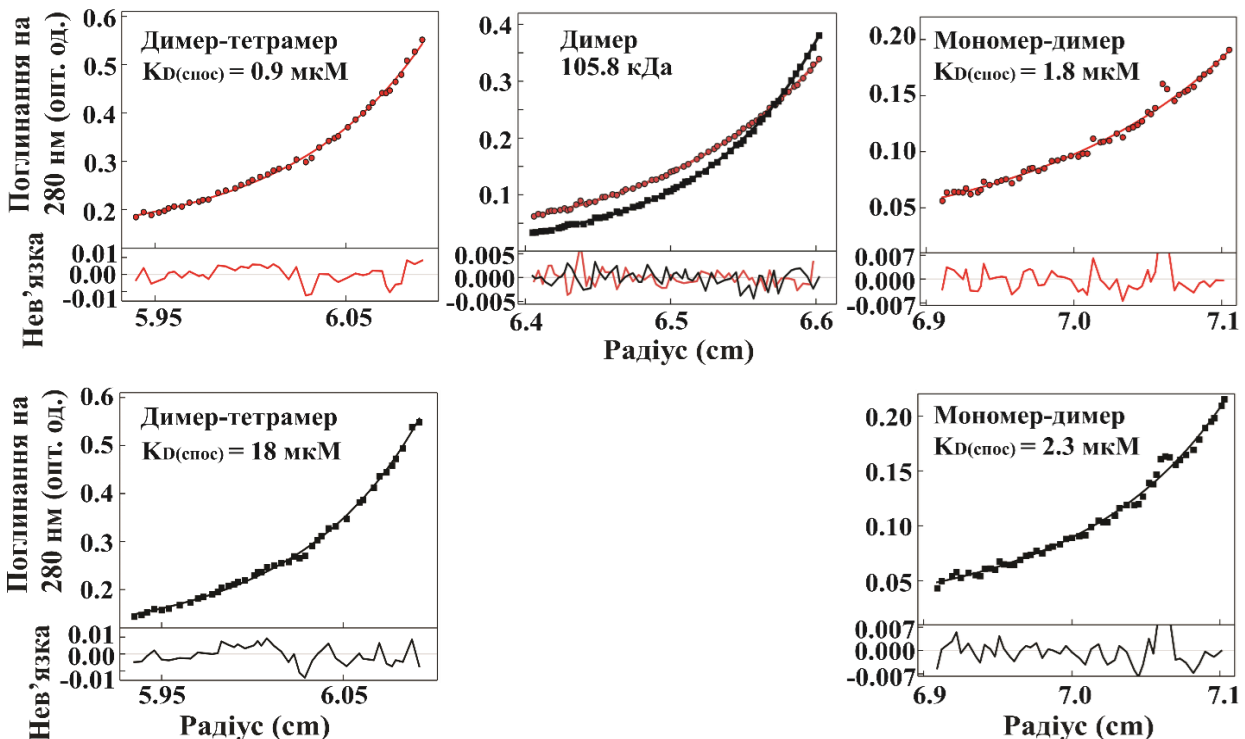 Поглинання на
280 нм (опт. од.)
Нев’язка
0.6
0.5
0.4
0.3
0.2
0.01
0.00
-0.01
Димер-тетрамер
KD(спос) = 0.9 мкМ
5.95
6.05
0.4
0.3
0.2
0.1
0.005
0.000
-0.005
Димер
105.8 кДа
6.4
6.5
6.6
Радіус (cm)
0.20
0.15
0.10
0.05
0.007
0.000
-0.007
Мономер-димер
KD(спос) = 1.8 мкМ
6.9
7.0
7.1
Поглинання на
280 нм (опт. од.)
Нев’язка
0.6
0.5
0.4
0.3
0.2
0.01
0.00
-0.01
Димер-тетрамер
KD(спос) = 18 мкМ
5.95
6.05
Радіус (cm)
0.20
0.15
0.10
0.05
0.007
0.000
-0.007
Мономер-димер
KD(спос) = 2.3 мкМ
6.9
7.0
7.1
Радіус (cm)